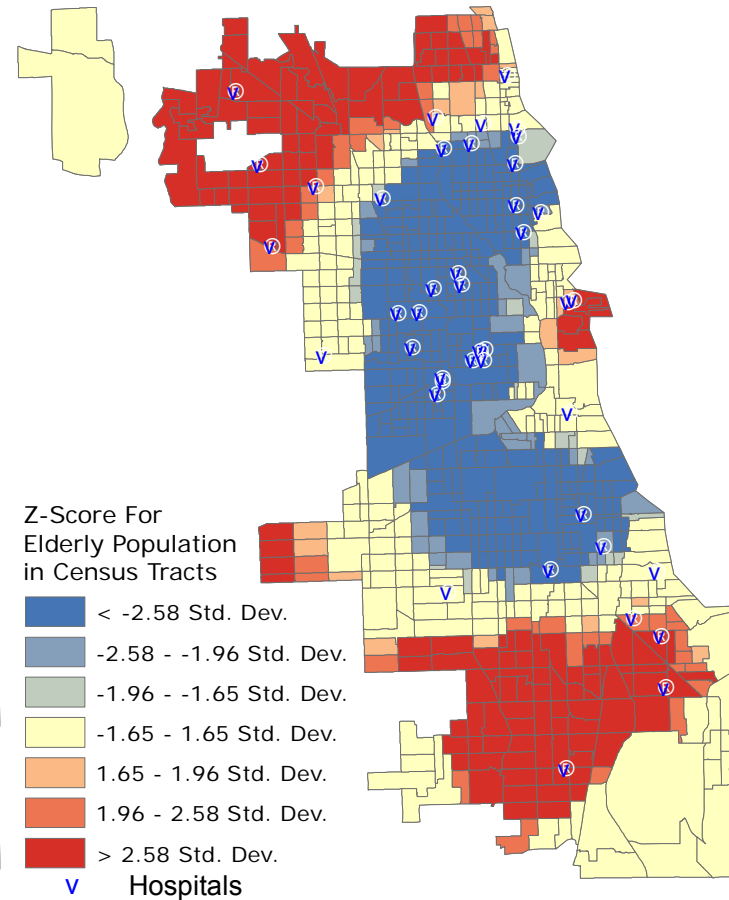 Z-Score For
Elderly Population
in Census Tracts
< -2.58 Std. Dev.
-2.58 - -1.96 Std. Dev.
-1.96 - -1.65 Std. Dev.
-1.65 - 1.65 Std. Dev.
1.65 - 1.96 Std. Dev.
1.96 - 2.58 Std. Dev.
> 2.58 Std. Dev.
v Hospitals